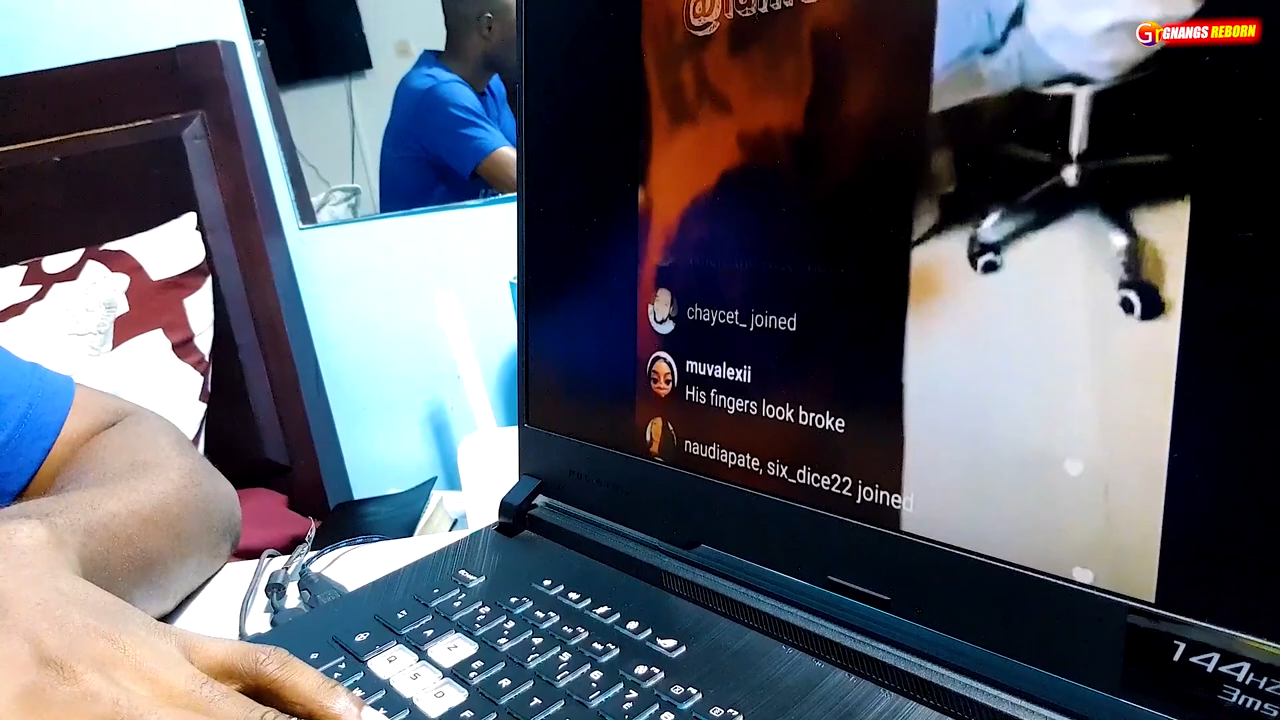 GNANGS REBORN
chaycet_ joined
muvalexii
His fingers look broke
naudiapate, six_dice22 joined
144HZ
3ms
Z
Q
S
D
A
E
R
T
F